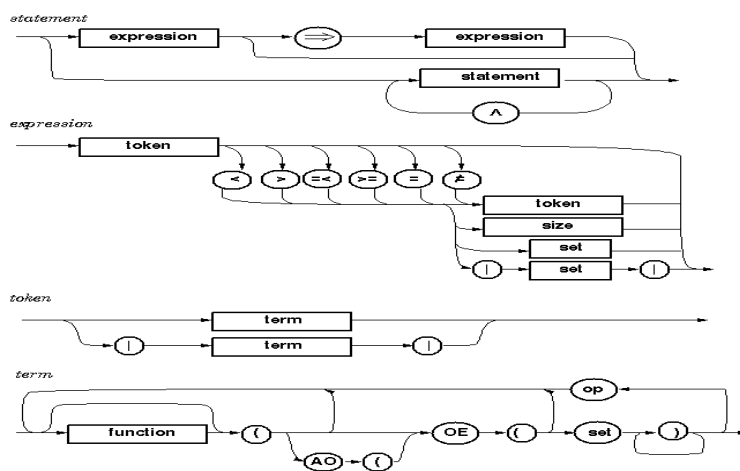 statement
expression ⇒ expression
statement
∧
expression
token
< > =< >= = ≠
token
size
set
| set |
token
term
| term |
term
op
function ( OE ( set )
AO (